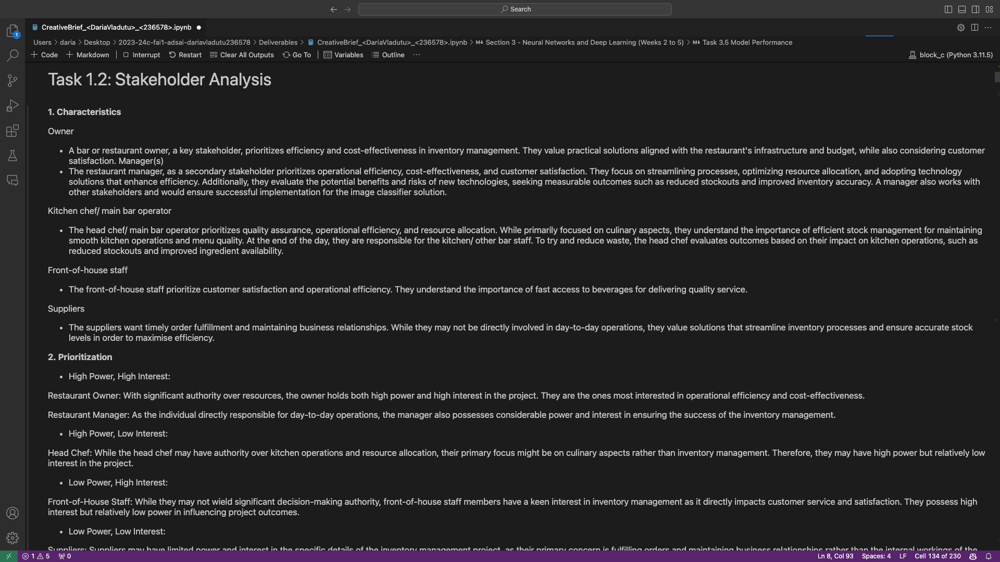 Search
CreativeBrief_<DariaVladutu>_<236578>.ipynb
1
Users > daria > Desktop > 2023-24c-fai1-adsai-dariavladutu236578 > Deliverables > CreativeBrief_<DariaVladutu>_<236578>.ipynb > M↓ Section 3 - Neural Networks and Deep Learning (Weeks 2 to 5) > M↓ Task 3.5 Model Performance
+ Code + Markdown | Interrupt Restart Clear All Outputs Go To | Variables Outline ··· block_c (Python 3.11.5)
Task 1.2: Stakeholder Analysis
1. Characteristics
Owner
• A bar or restaurant owner, a key stakeholder, prioritizes efficiency and cost-effectiveness in inventory management. They value practical solutions aligned with the restaurant's infrastructure and budget, while also considering customer
satisfaction. Manager(s)
• The restaurant manager, as a secondary stakeholder prioritizes operational efficiency, cost-effectiveness, and customer satisfaction. They focus on streamlining processes, optimizing resource allocation, and adopting technology
solutions that enhance efficiency. Additionally, they evaluate the potential benefits and risks of new technologies, seeking measurable outcomes such as reduced stockouts and improved inventory accuracy. A manager also works with
other stakeholders and would ensure successful implementation for the image classifier solution.
Kitchen chef/ main bar operator
• The head chef/ main bar operator prioritizes quality assurance, operational efficiency, and resource allocation. While primarily focused on culinary aspects, they understand the importance of efficient stock management for maintaining
smooth kitchen operations and menu quality. At the end of the day, they are responsible for the kitchen/ other bar staff. To try and reduce waste, the head chef evaluates outcomes based on their impact on kitchen operations, such as
reduced stockouts and improved ingredient availability.
Front-of-house staff
• The front-of-house staff prioritize customer satisfaction and operational efficiency. They understand the importance of fast access to beverages for delivering quality service.
Suppliers
• The suppliers want timely order fulfillment and maintaining business relationships. While they may not be directly involved in day-to-day operations, they value solutions that streamline inventory processes and ensure accurate stock
levels in order to maximise efficiency.
2. Prioritization
• High Power, High Interest:
Restaurant Owner: With significant authority over resources, the owner holds both high power and high interest in the project. They are the ones most interested in operational efficiency and cost-effectiveness.
Restaurant Manager: As the individual directly responsible for day-to-day operations, the manager also possesses considerable power and interest in ensuring the success of the inventory management.
• High Power, Low Interest:
Head Chef: While the head chef may have authority over kitchen operations and resource allocation, their primary focus might be on culinary aspects rather than inventory management. Therefore, they may have high power but relatively low
interest in the project.
• Low Power, High Interest:
Front-of-House Staff: While they may not wield significant decision-making authority, front-of-house staff members have a keen interest in inventory management as it directly impacts customer service and satisfaction. They possess high
interest but relatively low power in influencing project outcomes.
• Low Power, Low Interest:
Suppliers: Suppliers may have limited power and interest in the specific details of the inventory management project, as their primary concern is fulfilling orders and maintaining business relationships rather than the internal workings of the
1 5 0 Ln 8, Col 93 Spaces: 4 LF Cell 134 of 230